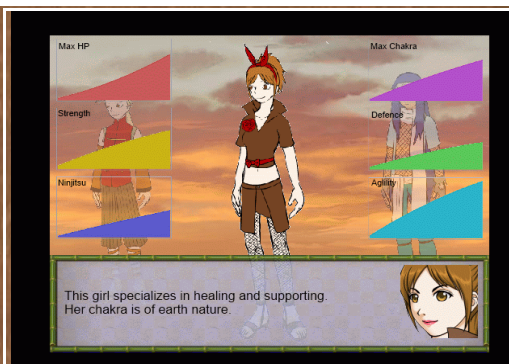 Max HP
Max Chakra
Strength
Defence
Ninjitsu
Aglility
This girl specializes in healing and supporting.
Her chakra is of earth nature.